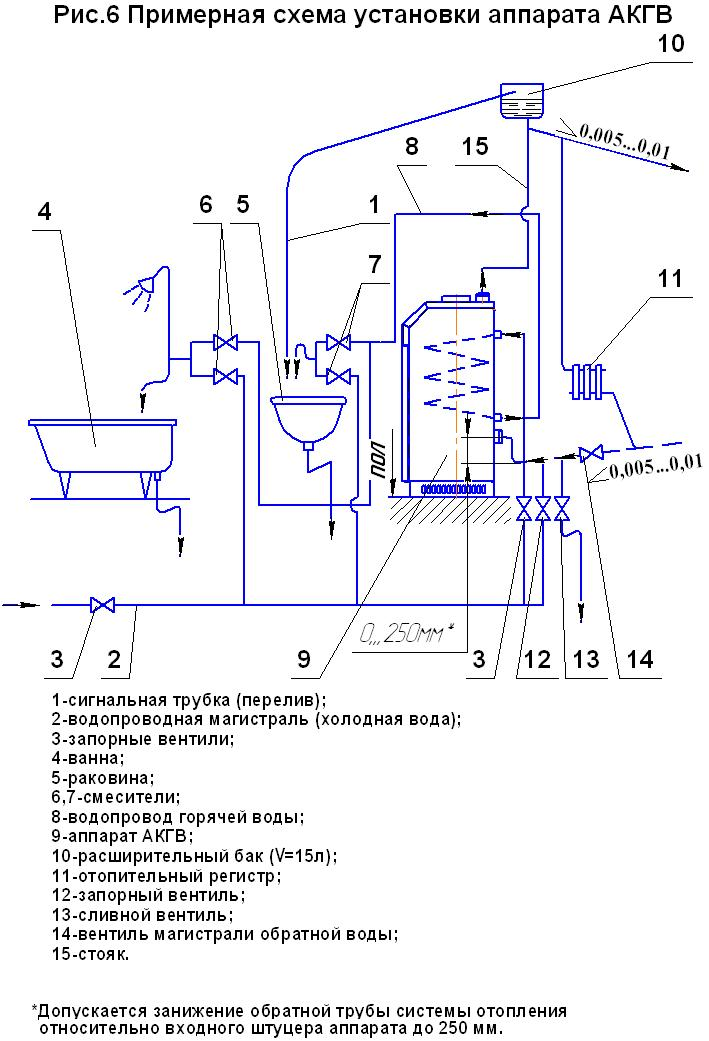 Рис.6 Примерная схема установки аппарата АКГВ
10
0,005...0,01
8
15
4
6
5
1
7
11
ПОЛ
0,005...0,01
0,,,250мм*
3
2
9
3
12
13
14
1-сигнальная трубка (перелив);
2-водопроводная магистраль (холодная вода);
3-запорные вентили;
4-ванна;
5-раковина;
6,7-смесители;
8-водопровод горячей воды;
9-аппарат АКГВ;
10-расширительный бак (V=15л);
11-отопительный регистр;
12-запорный вентиль;
13-сливной вентиль;
14-вентиль магистрали обратной воды;
15-стояк.
*Допускается занижение обратной трубы системы отопления
относительно входного штуцера аппарата до 250 мм.